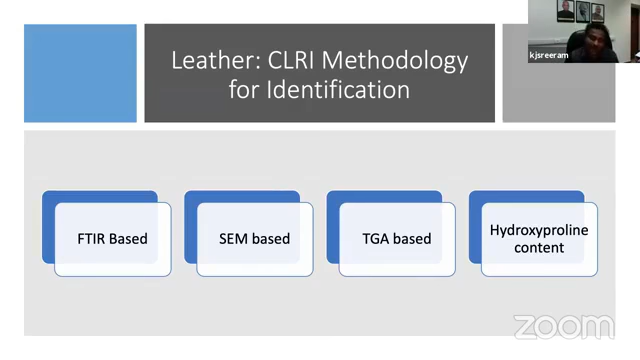 kjsreeram
Leather: CLRI Methodology
for Identification
FTIR Based
SEM based
TGA based
Hydroxyproline
content
zoom